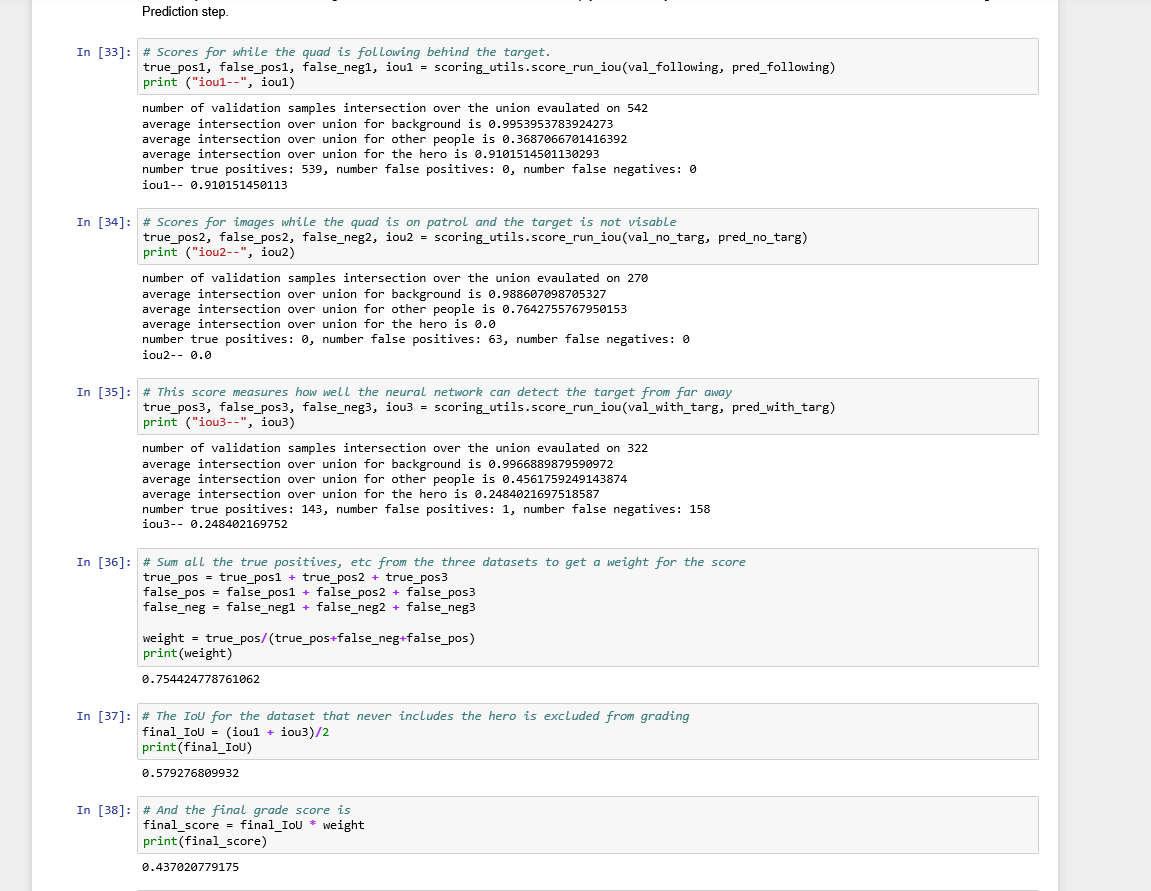 Prediction step.
In [33]: # Scores for while the quad is following behind the target.
true_pos1, false_pos1, false_neg1, iou1 = scoring_utils.score_run_iou(val_following, pred_following)
print ("iou1--", iou1)
number of validation samples intersection over the union evaulated on 542
average intersection over union for background is 0.9953953783924273
average intersection over union for other people is 0.3687066701416392
average intersection over union for the hero is 0.9101514501130293
number true positives: 539, number false positives: 0, number false negatives: 0
iou1-- 0.910151450113
In [34]: # Scores for images while the quad is on patrol and the target is not visable
true_pos2, false_pos2, false_neg2, iou2 = scoring_utils.score_run_iou(val_no_targ, pred_no_targ)
print ("iou2--", iou2)
number of validation samples intersection over the union evaulated on 270
average intersection over union for background is 0.988607098705327
average intersection over union for other people is 0.7642755767950153
average intersection over union for the hero is 0.0
number true positives: 0, number false positives: 63, number false negatives: 0
iou2-- 0.0
In [35]: # This score measures how well the neural network can detect the target from far away
true_pos3, false_pos3, false_neg3, iou3 = scoring_utils.score_run_iou(val_with_targ, pred_with_targ)
print ("iou3--", iou3)
number of validation samples intersection over the union evaulated on 322
average intersection over union for background is 0.9966889879590972
average intersection over union for other people is 0.4561759249143874
average intersection over union for the hero is 0.2484021697518587
number true positives: 143, number false positives: 1, number false negatives: 158
iou3-- 0.248402169752
In [36]: # Sum all the true positives, etc from the three datasets to get a weight for the score
true_pos = true_pos1 + true_pos2 + true_pos3
false_pos = false_pos1 + false_pos2 + false_pos3
false_neg = false_neg1 + false_neg2 + false_neg3
weight = true_pos/(true_pos+false_neg+false_pos)
print(weight)
0.754424778761062
In [37]: # The IoU for the dataset that never includes the hero is excluded from grading
final_IoU = (iou1 + iou3)/2
print(final_IoU)
0.579276809932
In [38]: # And the final grade score is
final_score = final_IoU * weight
print(final_score)
0.437020779175